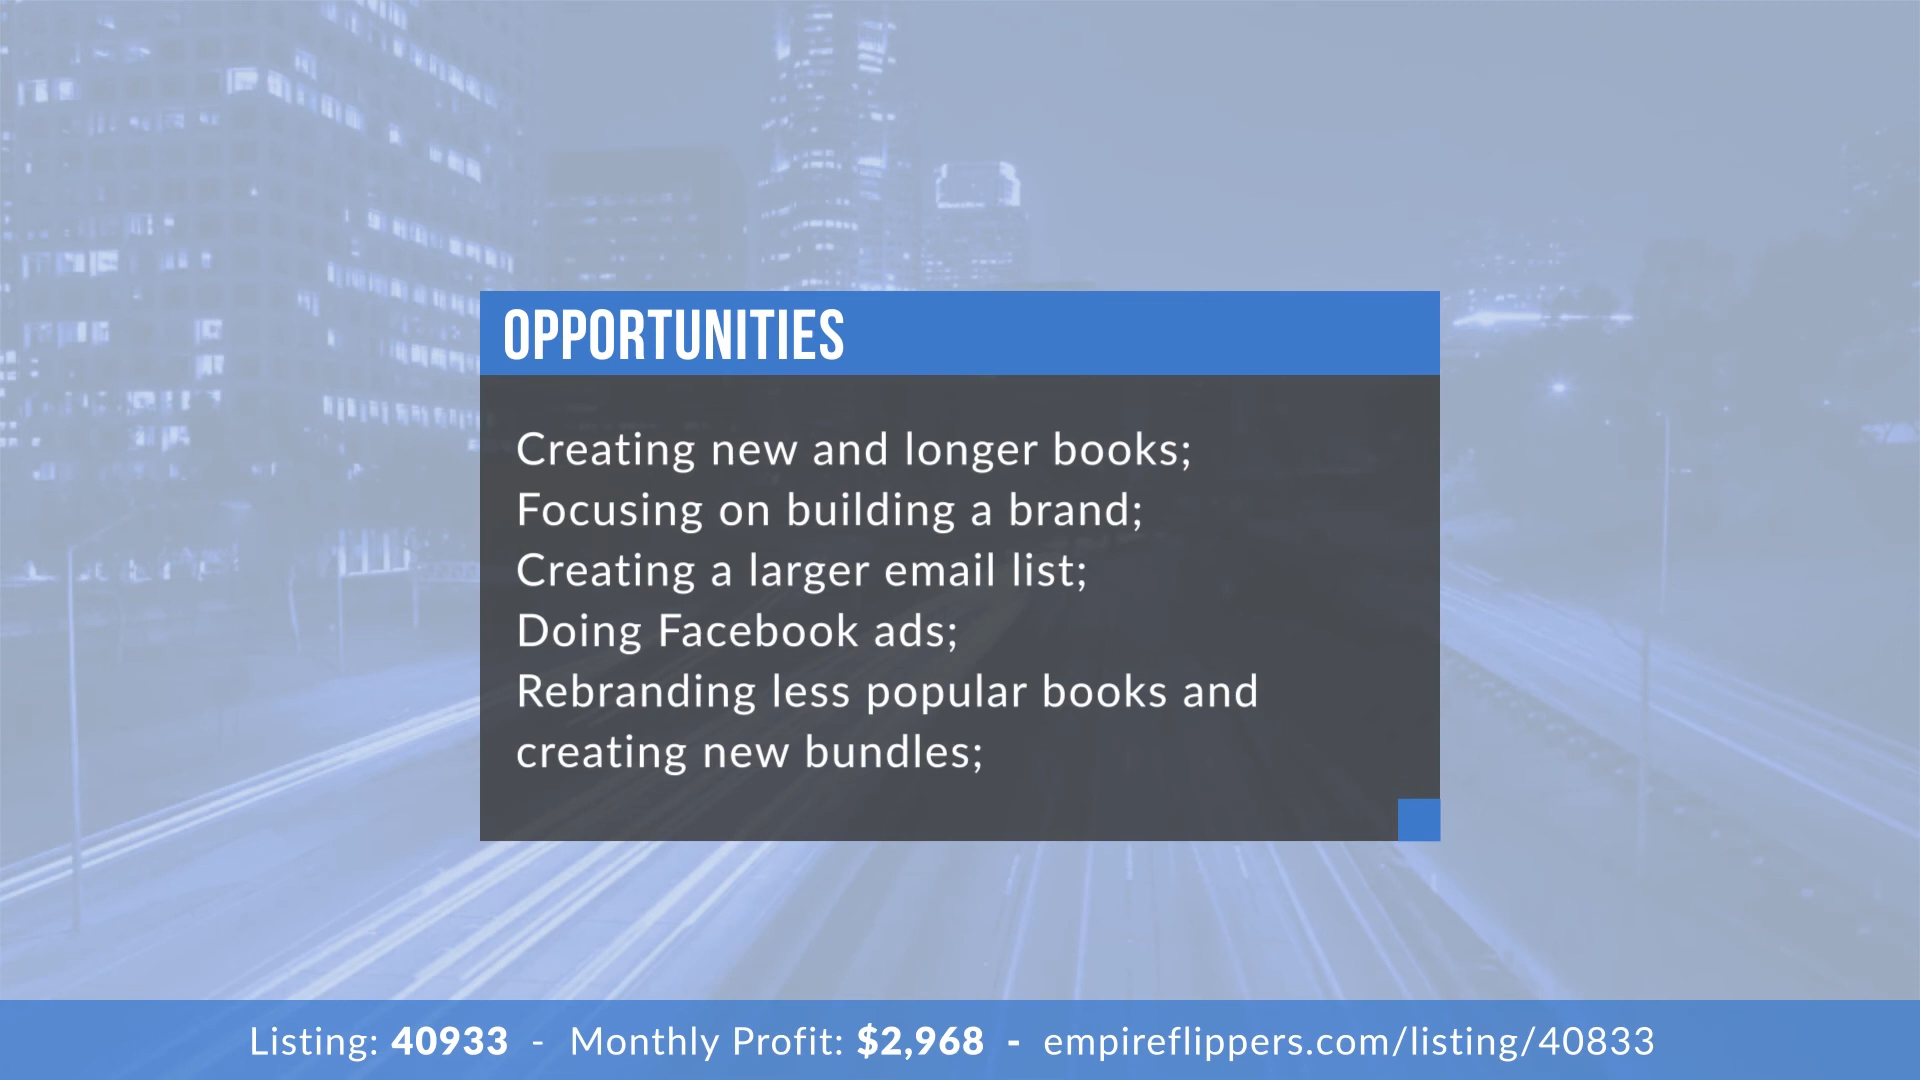 OPPORTUNITIES
Creating new and longer books;
Focusing on building a brand;
Creating a larger email list;
Doing Facebook ads;
Rebranding less popular books and
creating new bundles;
Listing: 40933 - Monthly Profit: $2,968 - empireflippers.com/listing/40833